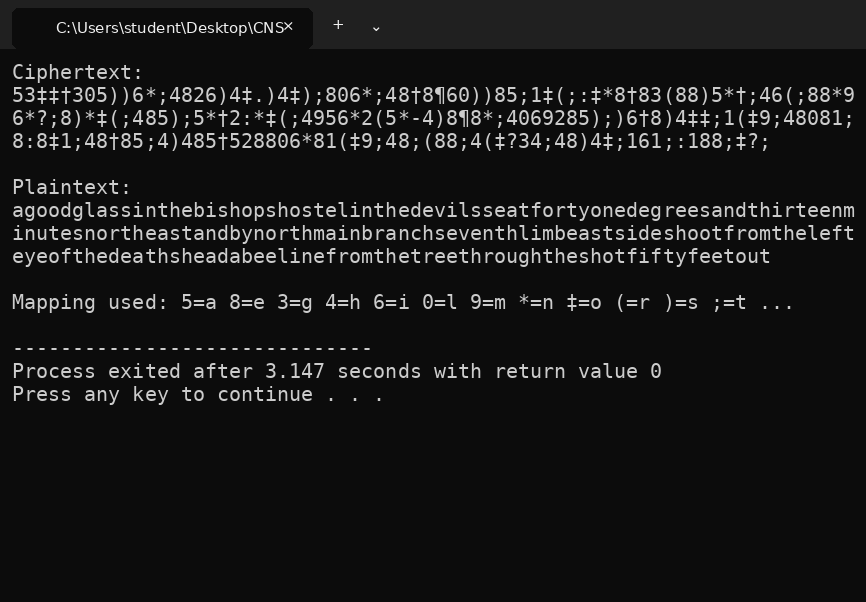 C:\Users\student\Desktop\CNS × + ⌄
Ciphertext:
53‡‡†305))6*;4826)4‡.)4‡);806*;48†8¶60))85;1‡(;:‡*8†83(88)5*†;46(;88*9
6*?;8)*‡(;485);5*†2:*‡(;4956*2(5*-4)8¶8*;4069285);)6†8)4‡‡;1(‡9;48081;
8:8‡1;48†85;4)485†528806*81(‡9;48;(88;4(‡?34;48)4‡;161;:188;‡?;
Plaintext:
agoodglassinthebishopshostelinthedevilsseatfortyonedegreesandthirteenm
inutesnortheastandbynorthmainbranchseventhlimbeastsideshootfromtheleft
eyeofthedeathsheadabeelinefromthetreethroughtheshotfiftyfeetout
Mapping used: 5=a 8=e 3=g 4=h 6=i 0=l 9=m *=n ‡=o (=r )=s ;=t ...
------------------------------
Process exited after 3.147 seconds with return value 0
Press any key to continue . . .